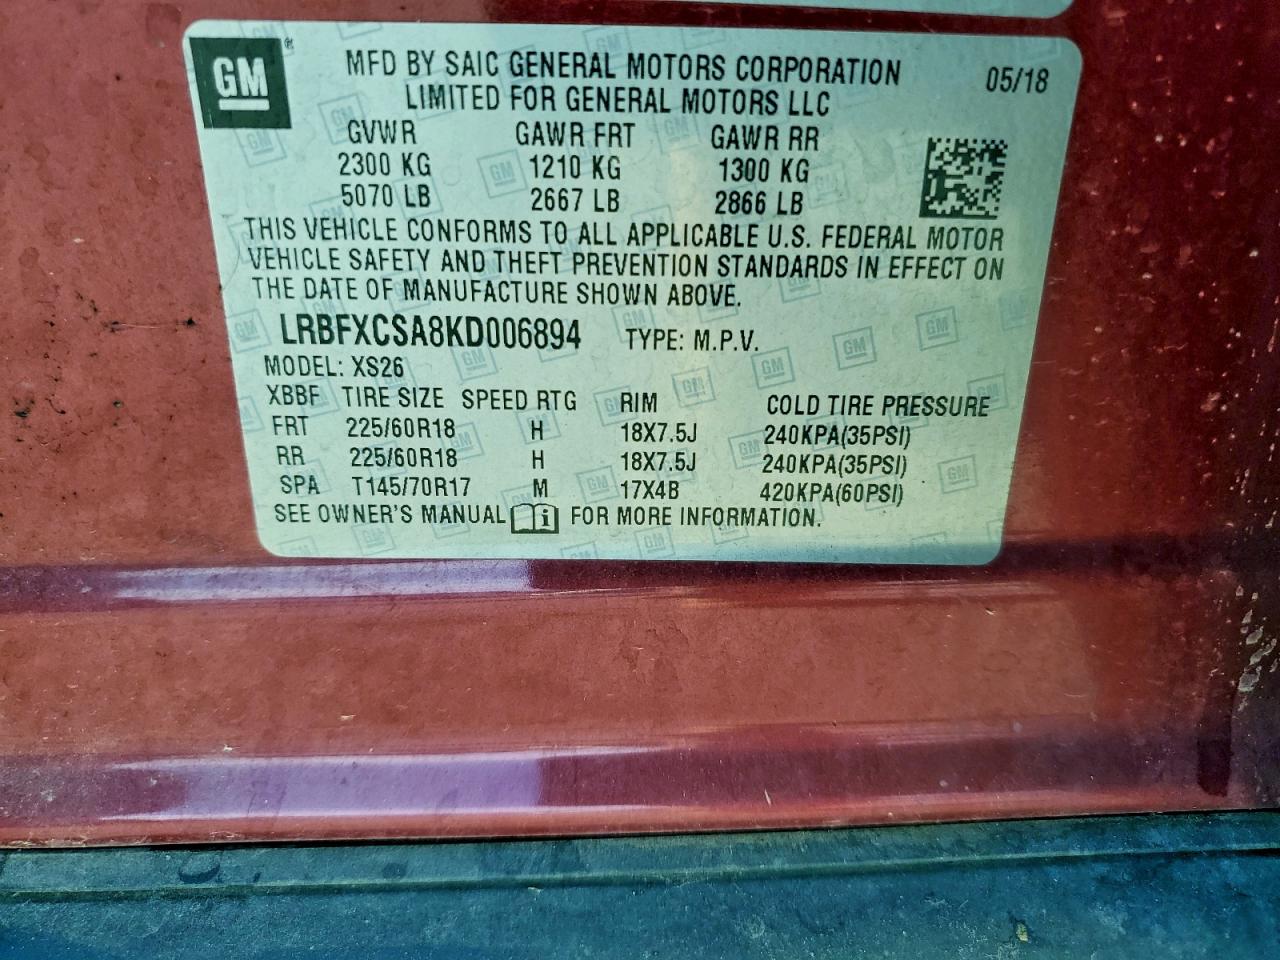 GM®
MFD BY SAIC GENERAL MOTORS CORPORATION 05/18
LIMITED FOR GENERAL MOTORS LLC
GVWR GAWR FRT GAWR RR
2300 KG 1210 KG 1300 KG
5070 LB 2667 LB 2866 LB
THIS VEHICLE CONFORMS TO ALL APPLICABLE U.S. FEDERAL MOTOR
VEHICLE SAFETY AND THEFT PREVENTION STANDARDS IN EFFECT ON
THE DATE OF MANUFACTURE SHOWN ABOVE.
LRBFXCSA8KD006894 TYPE: M.P.V.
MODEL: XS26
XBBF TIRE SIZE SPEED RTG RIM COLD TIRE PRESSURE
FRT 225/60R18 H 18X7.5J 240KPA(35PSI)
RR 225/60R18 H 18X7.5J 240KPA(35PSI)
SPA T145/70R17 M 17X4B 420KPA(60PSI)
SEE OWNER'S MANUAL FOR MORE INFORMATION.